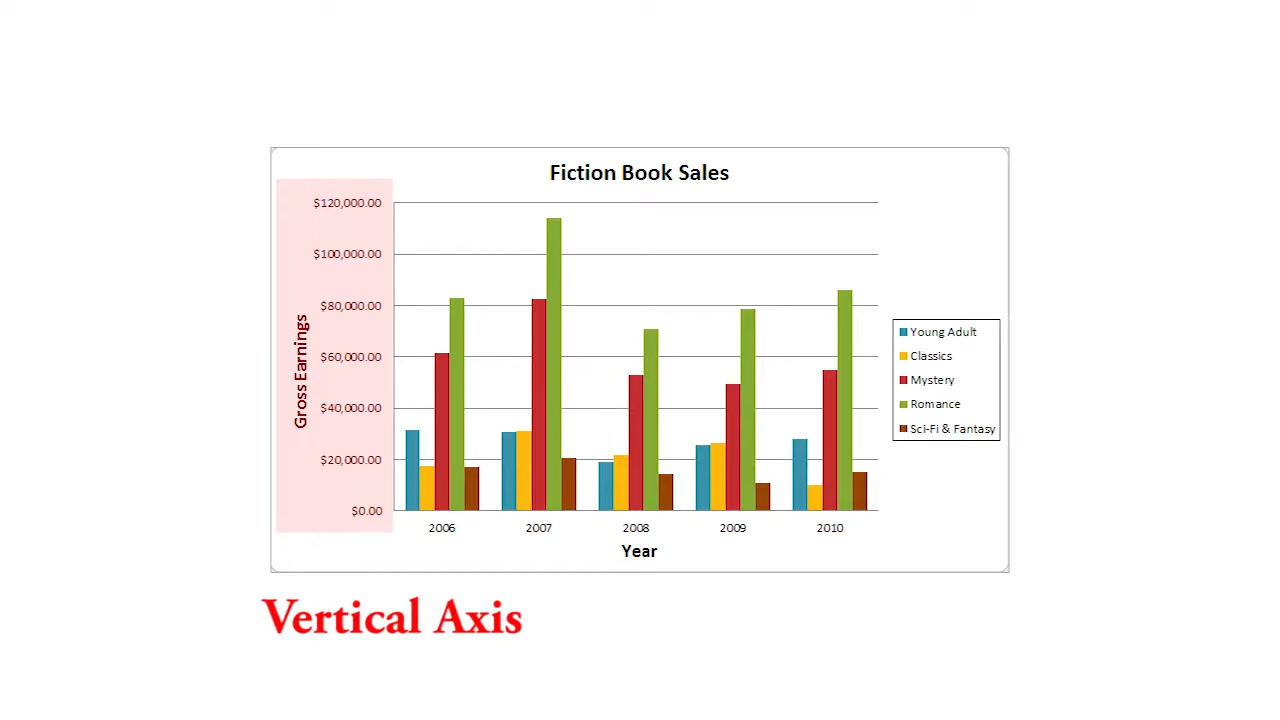 Fiction Book Sales
$120,000.00
$100,000.00
$80,000.00
$60,000.00
$40,000.00
$20,000.00
$0.00
Gross Earnings
2006 2007 2008 2009 2010
Year
Young Adult
Classics
Mystery
Romance
Sci-Fi & Fantasy
Vertical Axis